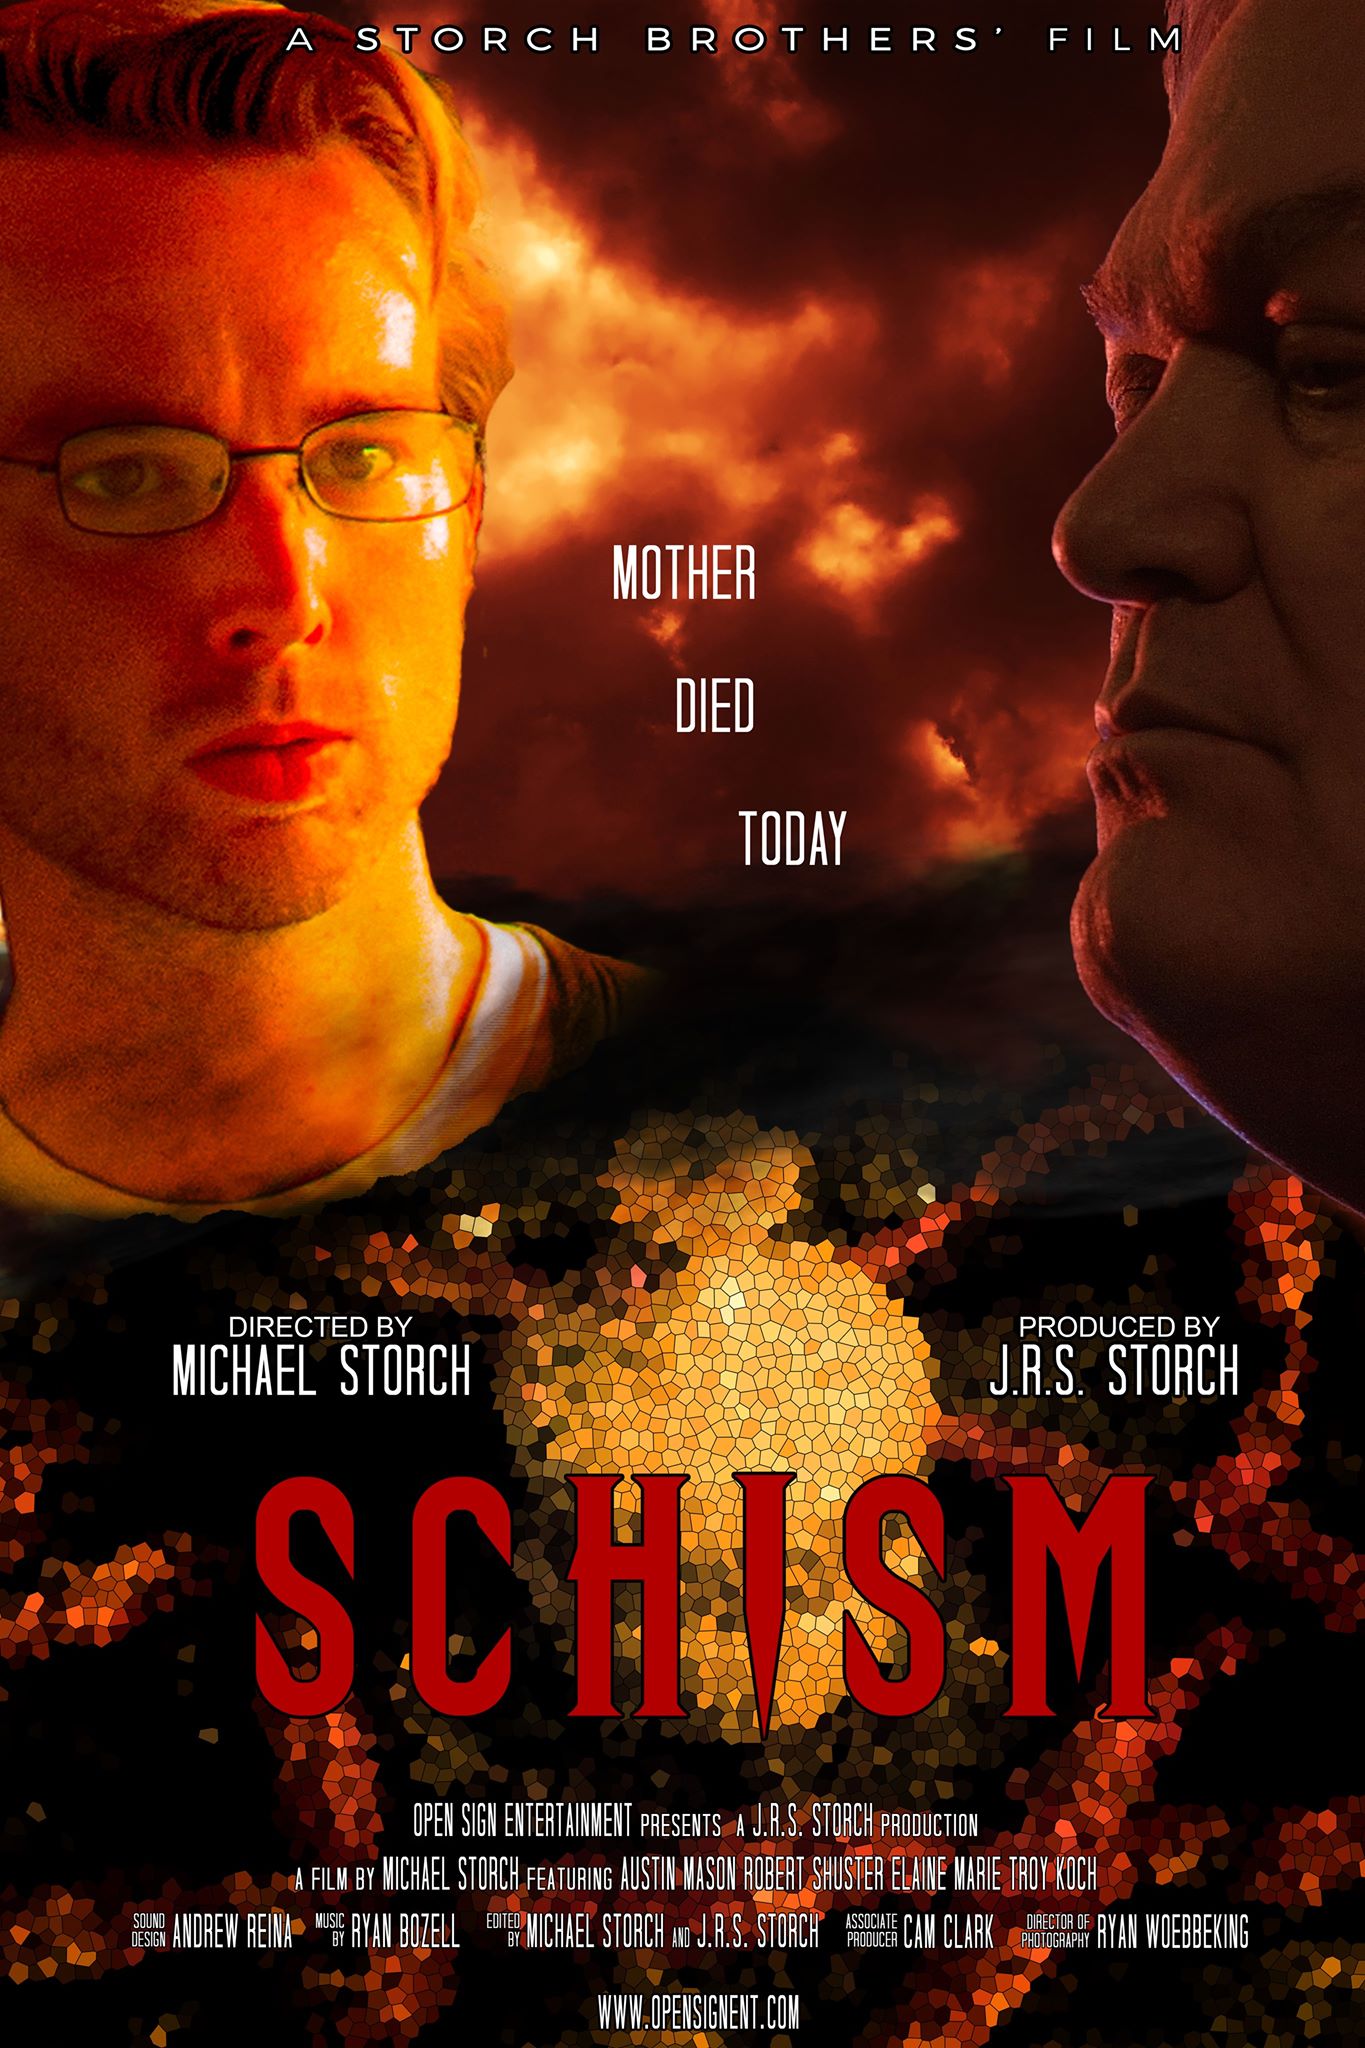 A STORCH BROTHERS' FILM
MOTHER
DIED
TODAY
DIRECTED BY
MICHAEL STORCH
PRODUCED BY
J.R.S. STORCH
SCHISM
OPEN SIGN ENTERTAINMENT PRESENTS A J.R.S. STORCH PRODUCTION
A FILM BY MICHAEL STORCH FEATURING AUSTIN MASON ROBERT SHUSTER ELAINE MARIE TROY KOCH
SOUND DESIGN ANDREW REINA MUSIC BY RYAN BOZELL EDITED BY MICHAEL STORCH AND J.R.S. STORCH ASSOCIATE PRODUCER CAM CLARK DIRECTOR OF PHOTOGRAPHY RYAN WOEBBEKING
WWW.OPENSIGNENT.COM